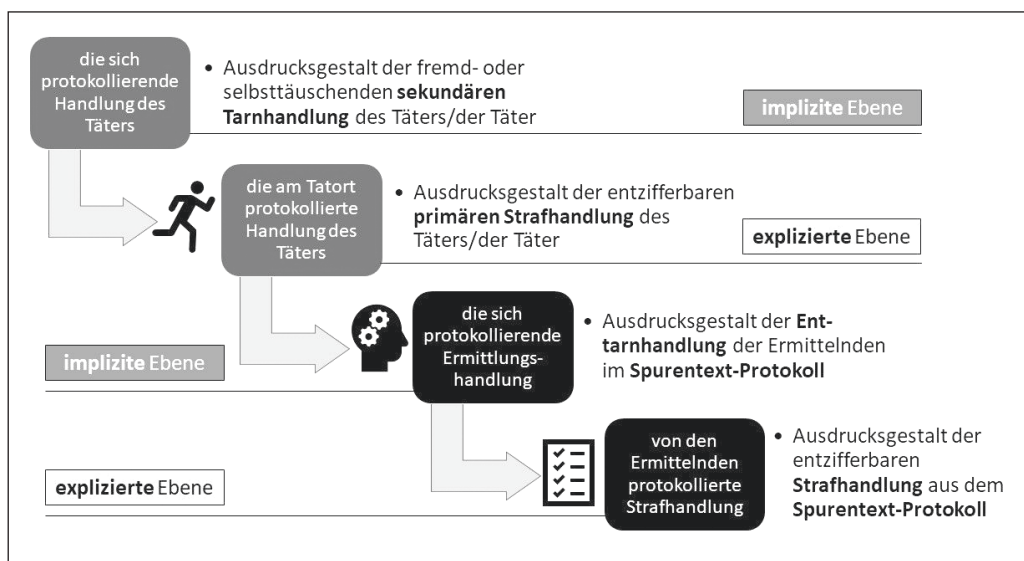 die sich
protokollierende
Handlung des
Täters
• Ausdrucksgestalt der fremd- oder
selbsttäuschenden sekundären
Tarnhandlung des Täters/der Täter
implizite Ebene
die am Tatort
protokollierte
Handlung des
Täters
• Ausdrucksgestalt der entzifferbaren
primären Strafhandlung des
Täters/der Täter
explizierte Ebene
die sich
protokollierende
Ermittlungs-
handlung
• Ausdrucksgestalt der Ent-
tarnhandlung der Ermittelnden
im Spurentext-Protokoll
implizite Ebene
von den
Ermittelnden
protokollierte
Strafhandlung
• Ausdrucksgestalt der
entzifferbaren
Strafhandlung aus dem
Spurentext-Protokoll
explizierte Ebene